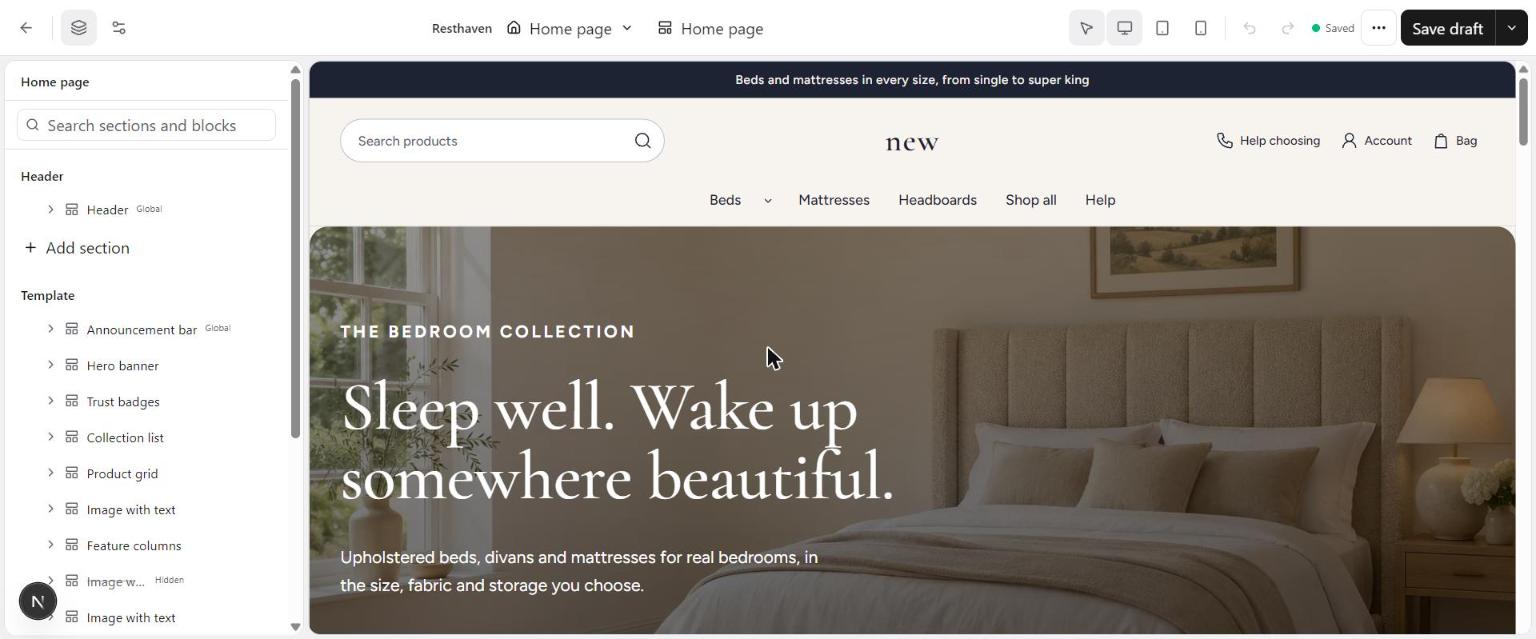 Resthaven Home page Home page Saved Save draft
Home page
Search sections and blocks
Header
Header Global
Add section
Template
Announcement bar Global
Hero banner
Trust badges
Collection list
Product grid
Image with text
Feature columns
Image w... Hidden
Image with text
N
Beds and mattresses in every size, from single to super king
Search products new Help choosing Account Bag
Beds Mattresses Headboards Shop all Help
THE BEDROOM COLLECTION
Sleep well. Wake up
somewhere beautiful.
Upholstered beds, divans and mattresses for real bedrooms, in
the size, fabric and storage you choose.